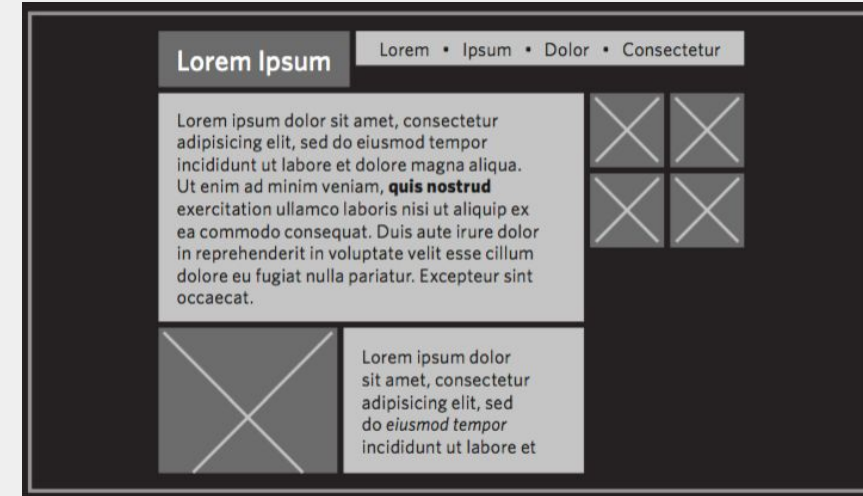 Lorem Ipsum
Lorem • Ipsum • Dolor • Consectetur
Lorem ipsum dolor sit amet, consectetur
adipisicing elit, sed do eiusmod tempor
incididunt ut labore et dolore magna aliqua.
Ut enim ad minim veniam, quis nostrud
exercitation ullamco laboris nisi ut aliquip ex
ea commodo consequat. Duis aute irure dolor
in reprehenderit in voluptate velit esse cillum
dolore eu fugiat nulla pariatur. Excepteur sint
occaecat.
Lorem ipsum dolor
sit amet, consectetur
adipisicing elit, sed
do eiusmod tempor
incididunt ut labore et